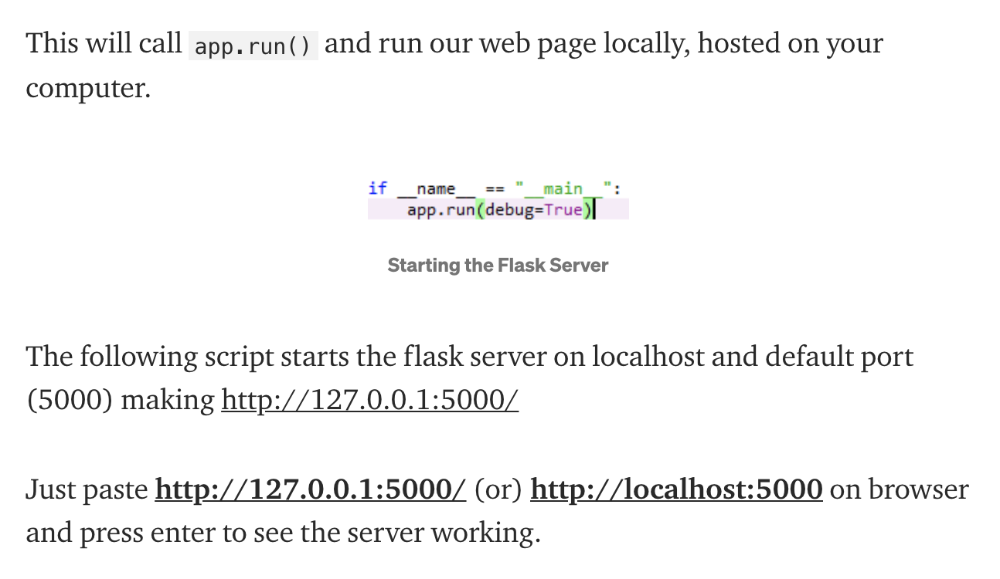 This will call app.run() and run our web page locally, hosted on your
computer.
if __name__ == "__main__":
app.run(debug=True)
Starting the Flask Server
The following script starts the flask server on localhost and default port
(5000) making http://127.0.0.1:5000/
Just paste http://127.0.0.1:5000/ (or) http://localhost:5000 on browser
and press enter to see the server working.